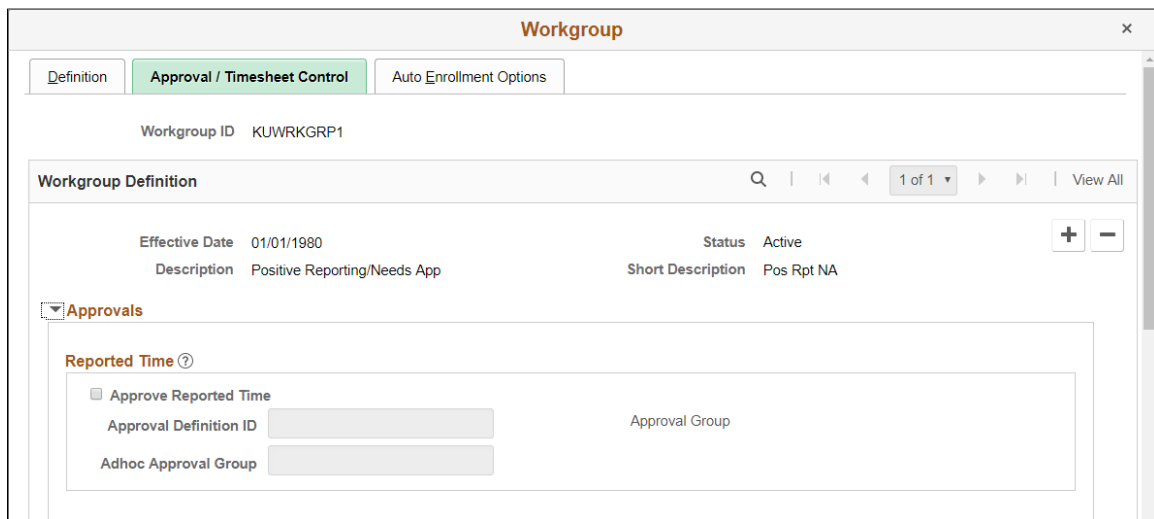 Workgroup ×
Definition Approval / Timesheet Control Auto Enrollment Options
Workgroup ID KUWRKGRP1
Workgroup Definition 1 of 1 View All
Effective Date 01/01/1980 Status Active
Description Positive Reporting/Needs App Short Description Pos Rpt NA
Approvals
Reported Time ?
Approve Reported Time
Approval Definition ID Approval Group
Adhoc Approval Group